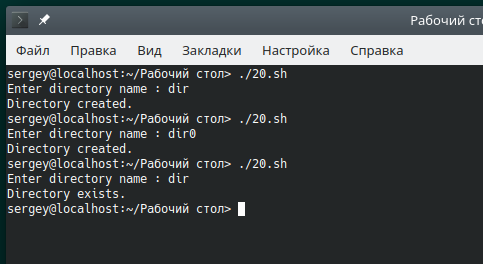 Рабочий сто
Файл Правка Вид Закладки Настройка Справка
sergey@localhost:~/Рабочий стол> ./20.sh
Enter directory name : dir
Directory created.
sergey@localhost:~/Рабочий стол> ./20.sh
Enter directory name : dir0
Directory created.
sergey@localhost:~/Рабочий стол> ./20.sh
Enter directory name : dir
Directory exists.
sergey@localhost:~/Рабочий стол>